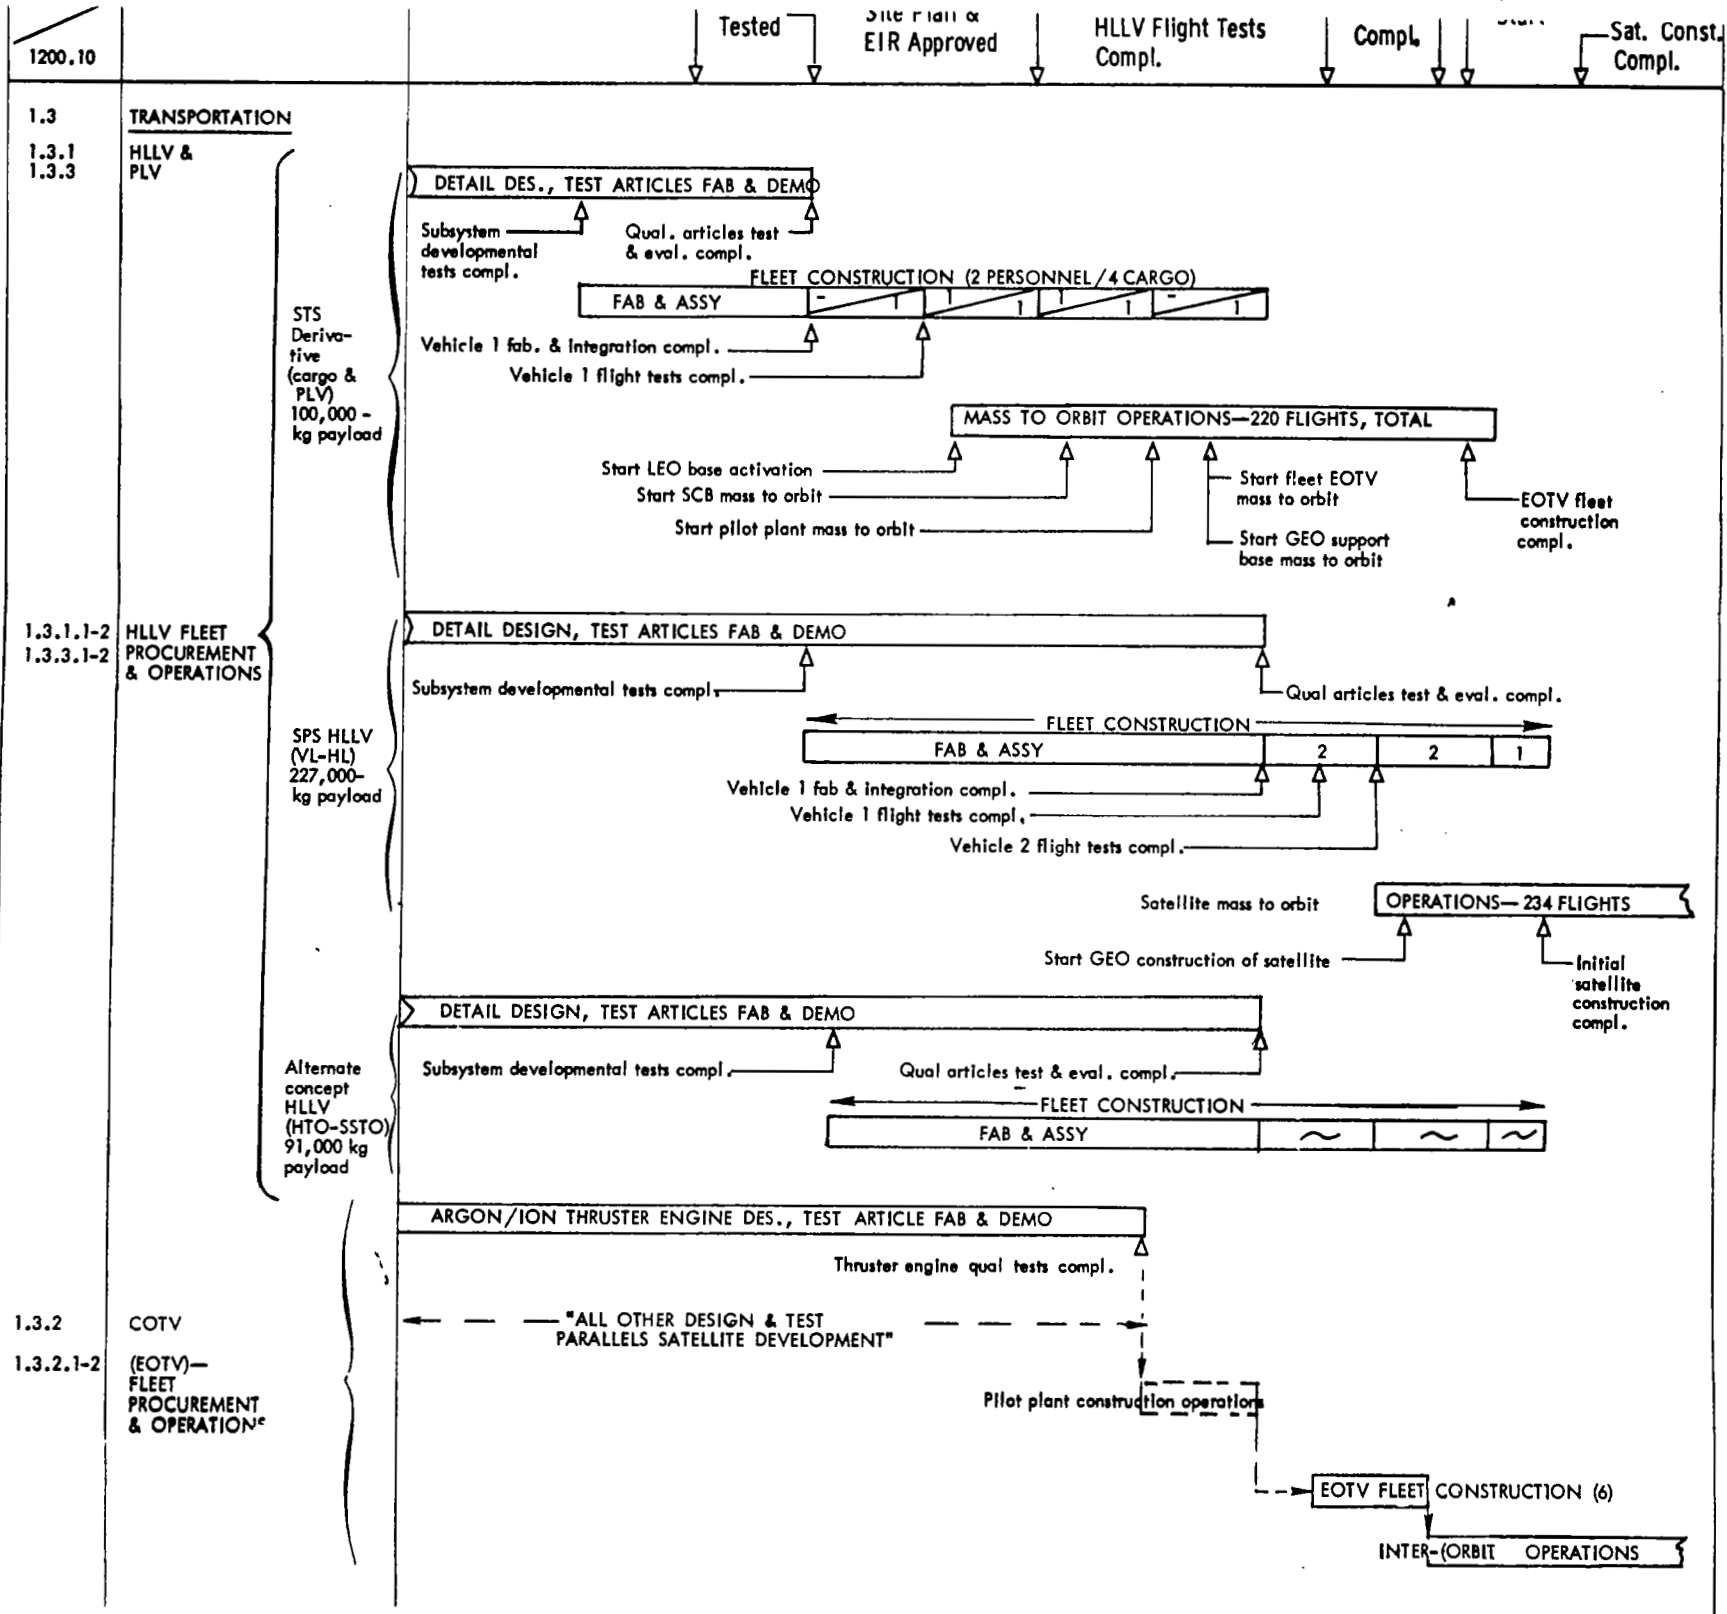 Tested
EIR Approved
HLLV Flight Tests
Compl.
Compl.
Sat. Const.
Compl.
1200.10
1.3 TRANSPORTATION
1.3.1 HLLV &
1.3.3 PLV
DETAIL DES., TEST ARTICLES FAB & DEMO
Subsystem
developmental
tests compl.
Qual. articles test
& eval. compl.
FLEET CONSTRUCTION (2 PERSONNEL/4 CARGO)
FAB & ASSY - 1 1 1 1 1 - 1
STS
Deriva-
tive
(cargo &
PLV)
100,000 -
kg payload
Vehicle 1 fab. & integration compl.
Vehicle 1 flight tests compl.
MASS TO ORBIT OPERATIONS—220 FLIGHTS, TOTAL
Start LEO base activation
Start SCB mass to orbit
Start pilot plant mass to orbit
Start fleet EOTV
mass to orbit
Start GEO support
base mass to orbit
EOTV fleet
construction
compl.
1.3.1.1-2 HLLV FLEET
1.3.3.1-2 PROCUREMENT
& OPERATIONS
DETAIL DESIGN, TEST ARTICLES FAB & DEMO
Subsystem developmental tests compl.
Qual articles test & eval. compl.
SPS HLLV
(VL-HL)
227,000-
kg payload
FLEET CONSTRUCTION
FAB & ASSY 2 2 1
Vehicle 1 fab & integration compl.
Vehicle 1 flight tests compl.
Vehicle 2 flight tests compl.
Satellite mass to orbit
OPERATIONS— 234 FLIGHTS
Start GEO construction of satellite
Initial
satellite
construction
compl.
DETAIL DESIGN, TEST ARTICLES FAB & DEMO
Subsystem developmental tests compl.
Qual articles test & eval. compl.
Alternate
concept
HLLV
(HTO-SSTO)
91,000 kg
payload
FLEET CONSTRUCTION
FAB & ASSY ~ ~ ~
ARGON/ION THRUSTER ENGINE DES., TEST ARTICLE FAB & DEMO
Thruster engine qual tests compl.
1.3.2 COTV
"ALL OTHER DESIGN & TEST
PARALLELS SATELLITE DEVELOPMENT"
1.3.2.1-2 (EOTV)—
FLEET
PROCUREMENT
Pilot plant construction operations
EOTV FLEET CONSTRUCTION (6)
INTER-(ORBIT OPERATIONS